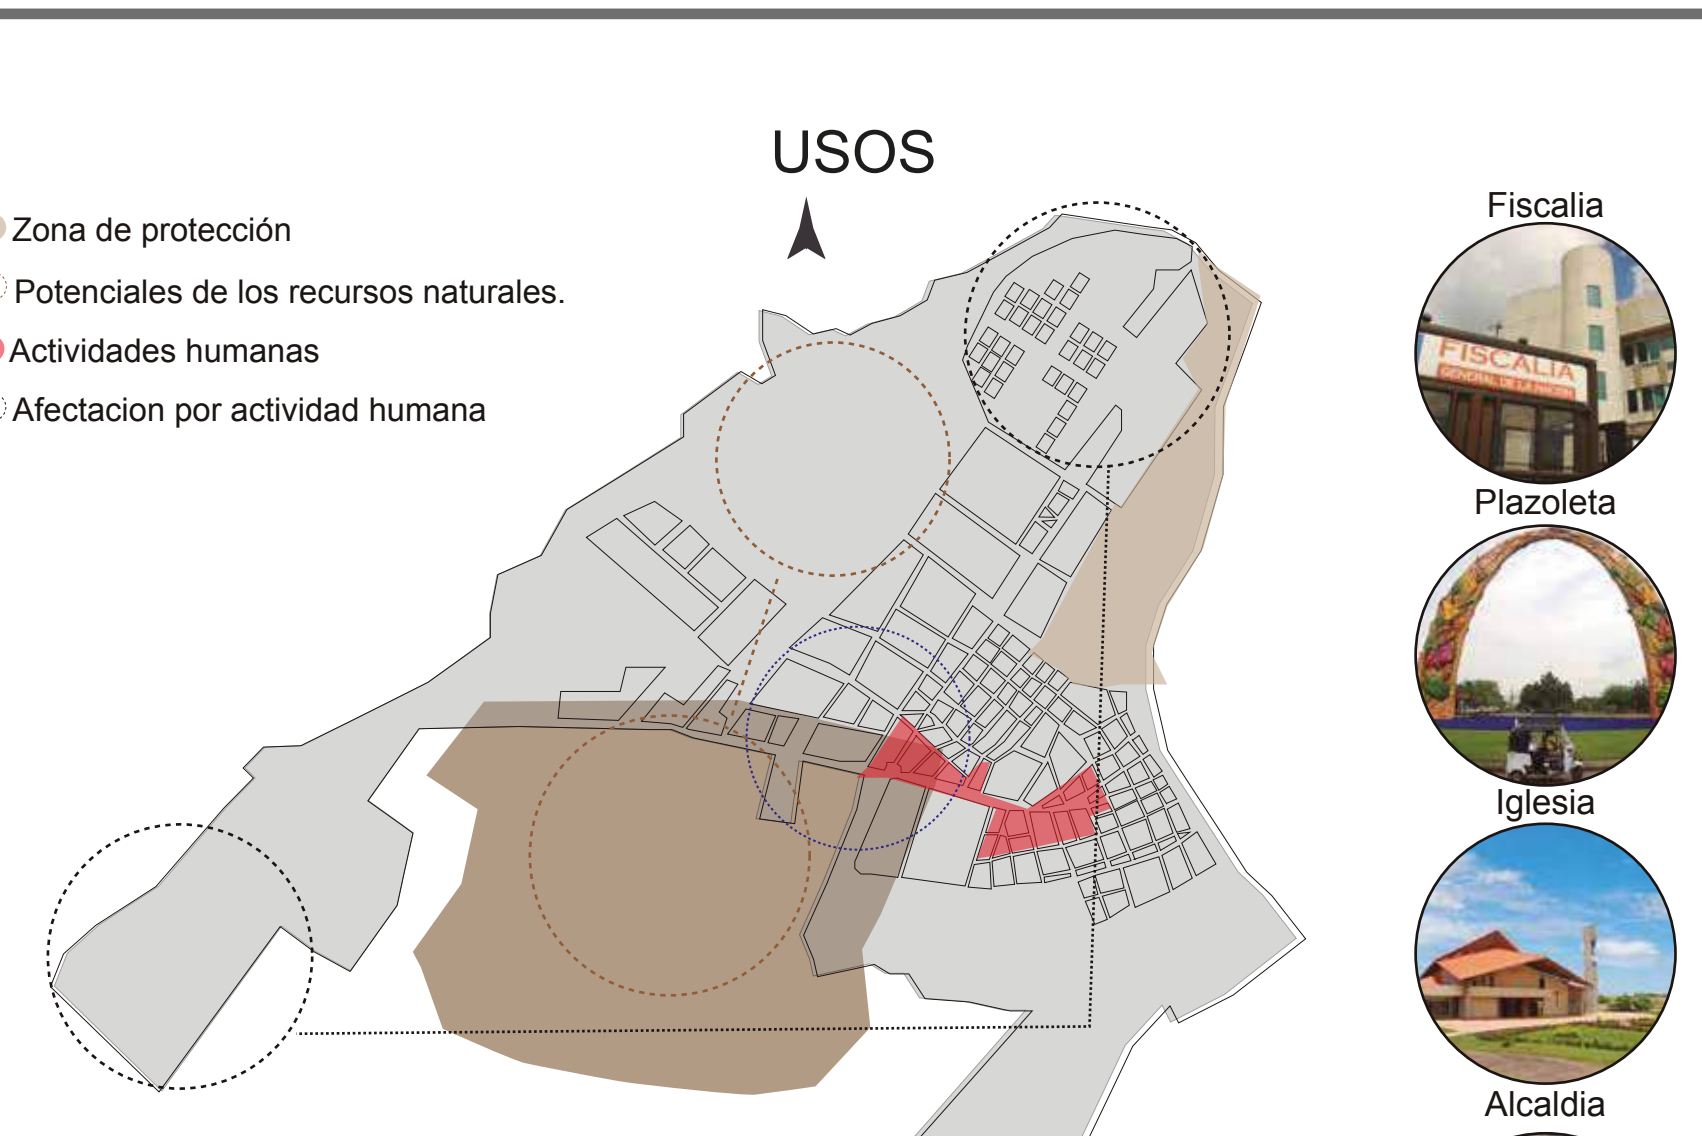 USOS
Zona de protección
Potenciales de los recursos naturales.
Actividades humanas
Afectacion por actividad humana
Fiscalia
FISCALIA
Plazoleta
Iglesia
Alcaldia